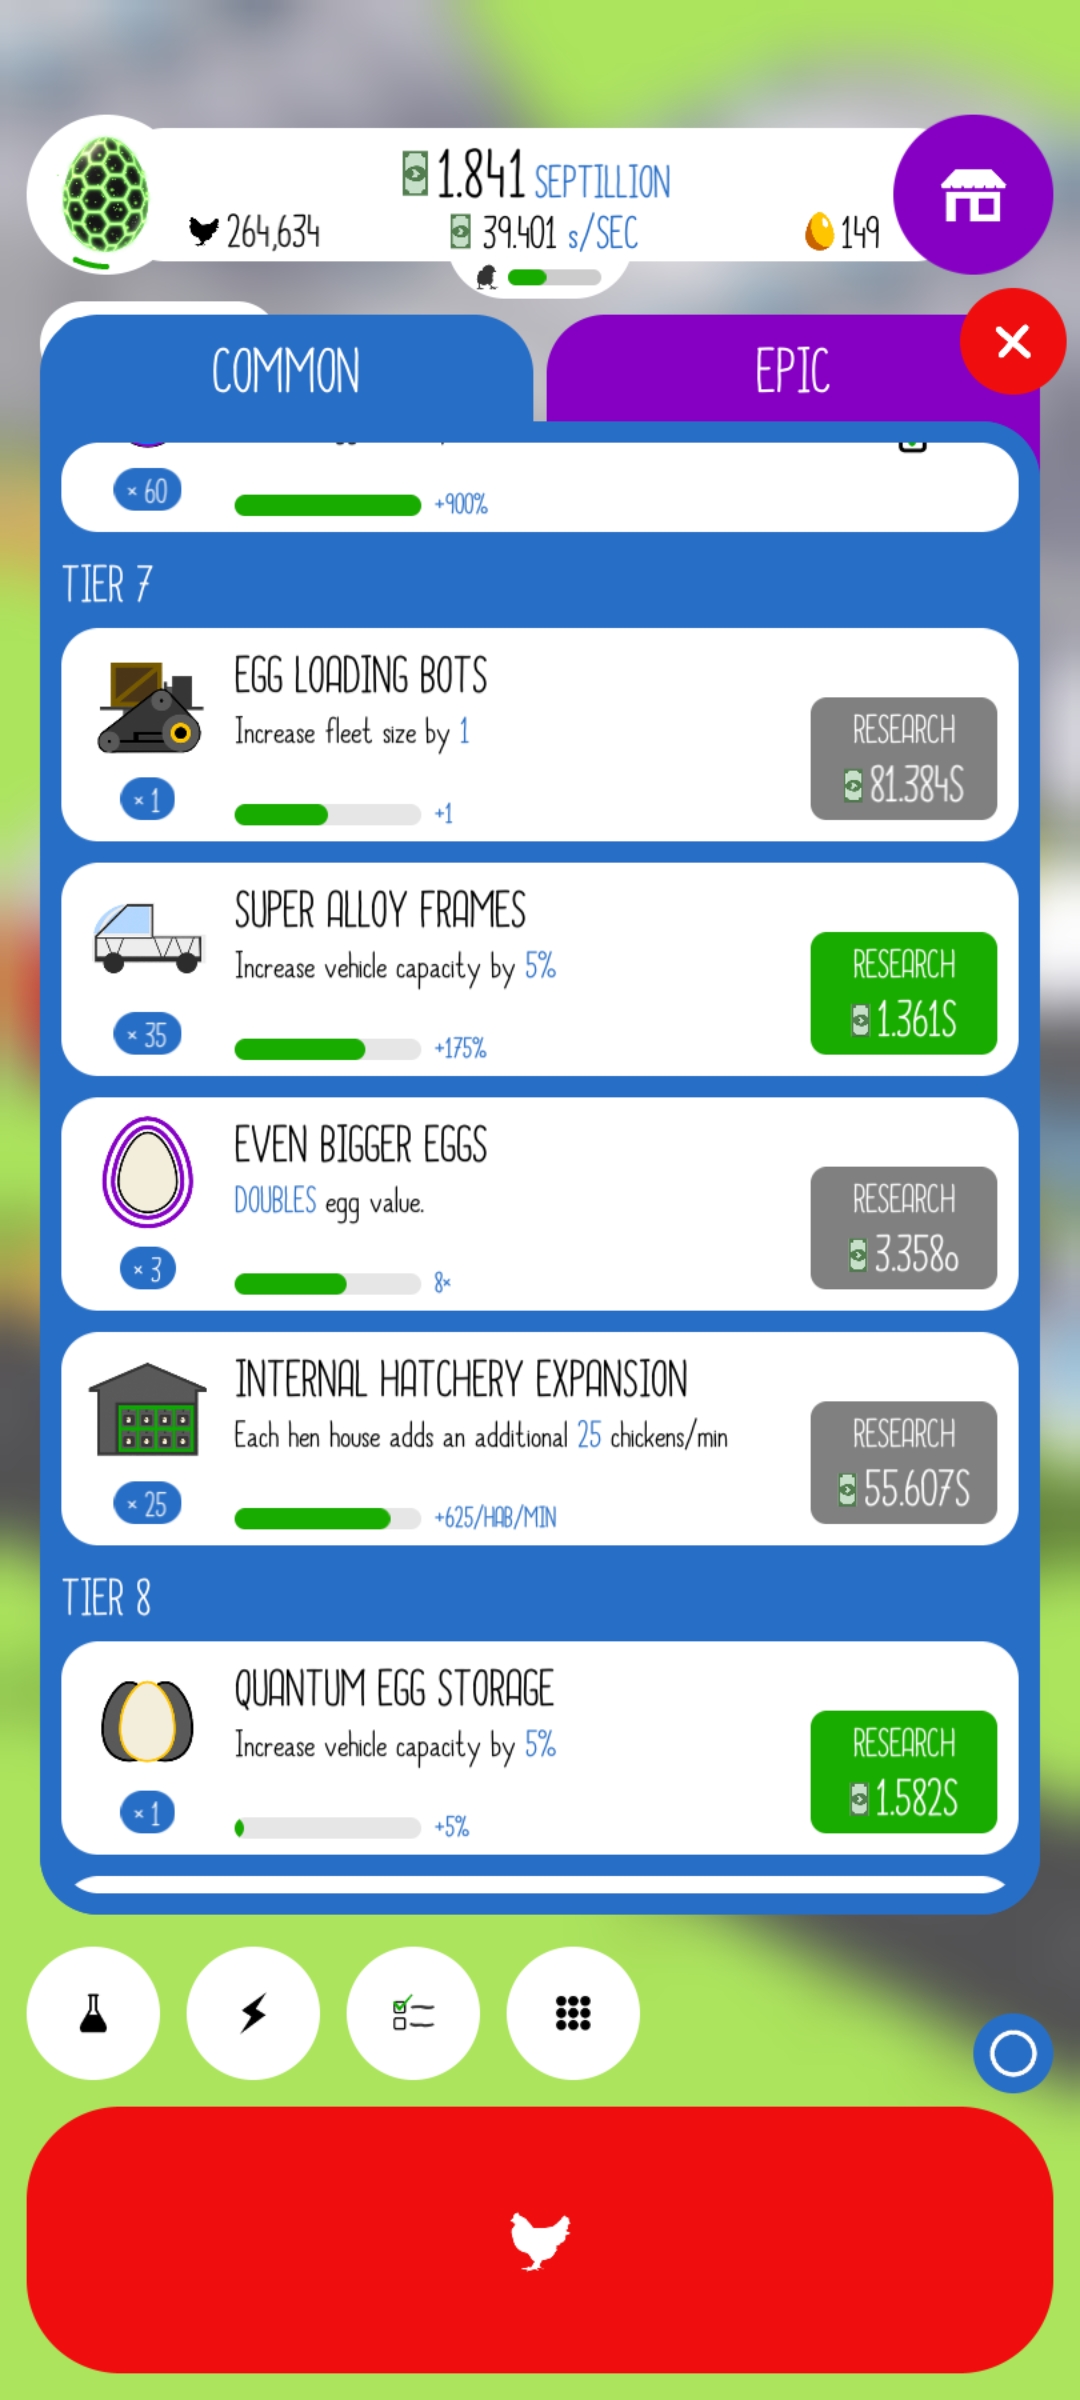 1.841 SEPTILLION
264,634
39.401 s/SEC
149
COMMON
EPIC
× 60
+900%
TIER 7
EGG LOADING BOTS
Increase fleet size by 1
× 1
+1
RESEARCH
81.384S
SUPER ALLOY FRAMES
Increase vehicle capacity by 5%
× 35
+175%
RESEARCH
1.361S
EVEN BIGGER EGGS
DOUBLES egg value.
× 3
8×
RESEARCH
3.358o
INTERNAL HATCHERY EXPANSION
Each hen house adds an additional 25 chickens/min
× 25
+625/HAB/MIN
RESEARCH
55.607S
TIER 8
QUANTUM EGG STORAGE
Increase vehicle capacity by 5%
× 1
+5%
RESEARCH
1.582S